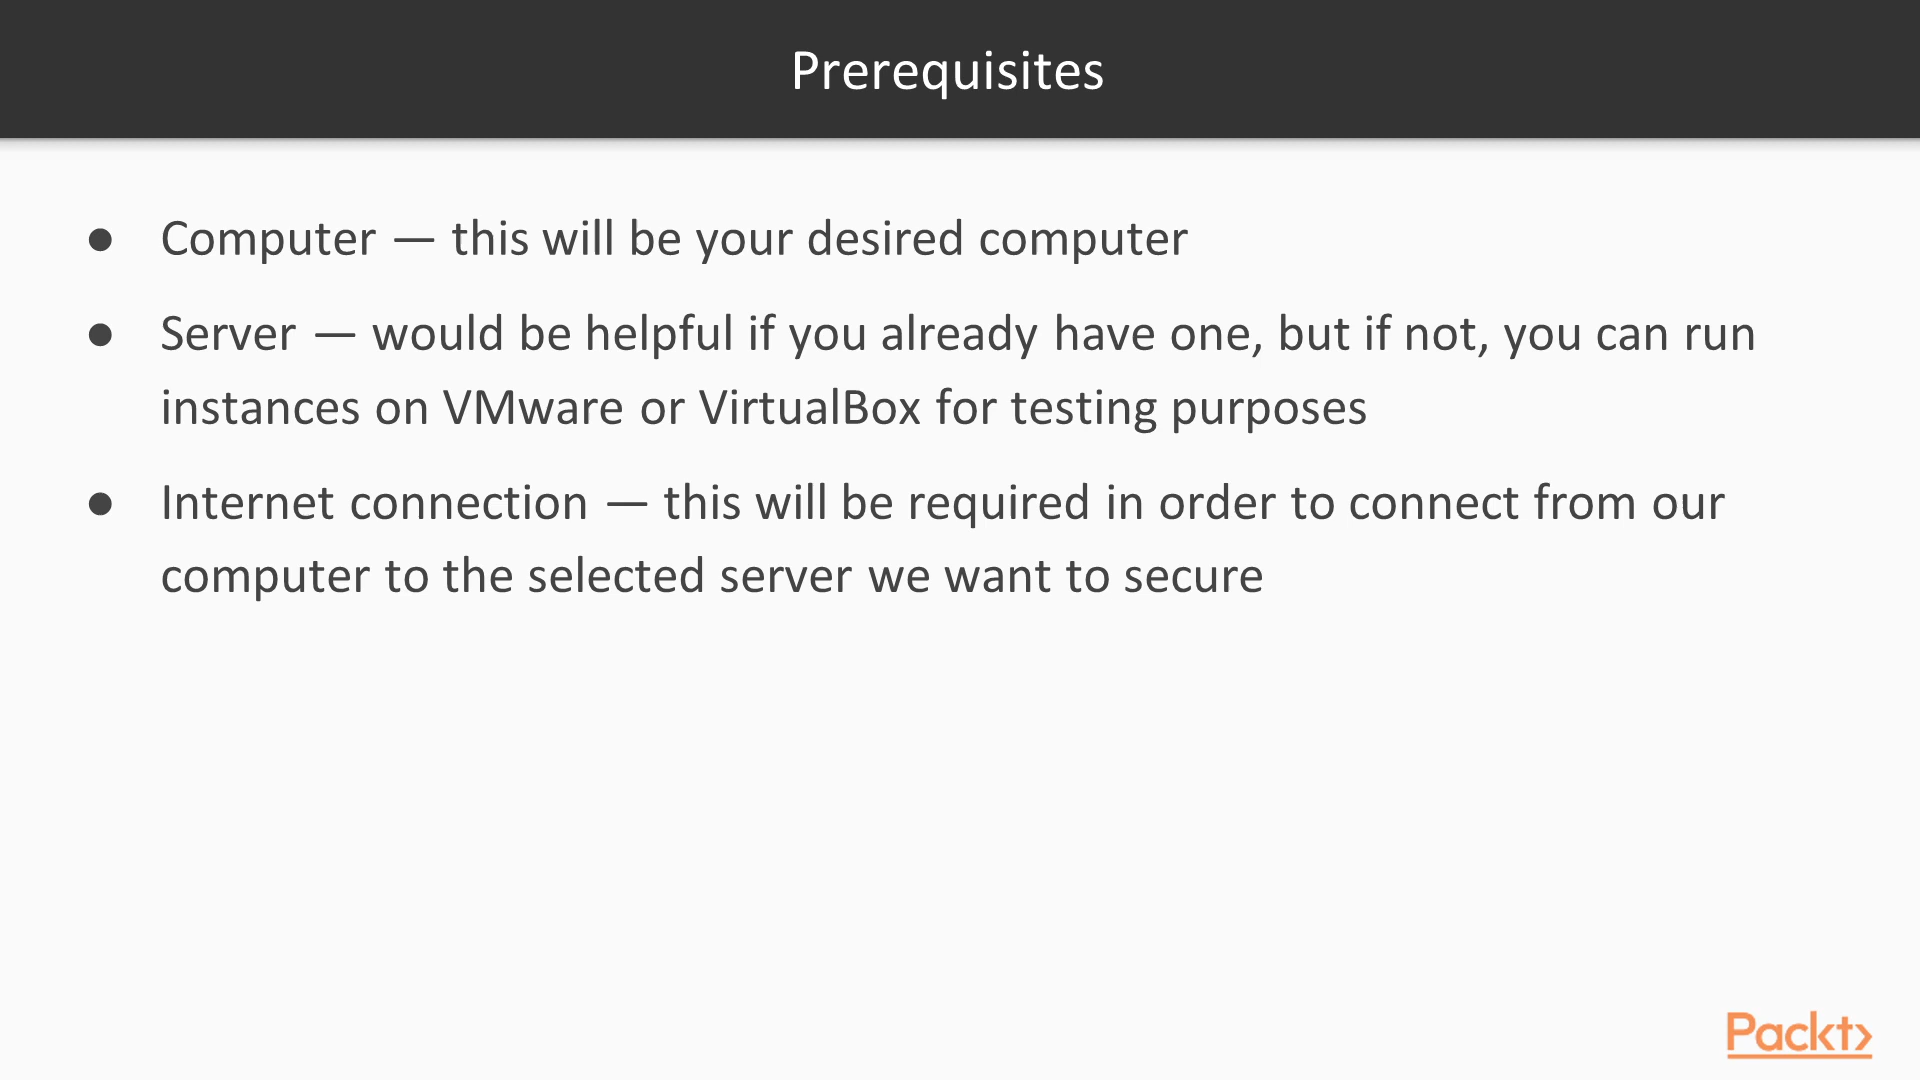 Prerequisites
● Computer — this will be your desired computer
● Server — would be helpful if you already have one, but if not, you can run
instances on VMware or VirtualBox for testing purposes
● Internet connection — this will be required in order to connect from our
computer to the selected server we want to secure
Packt>